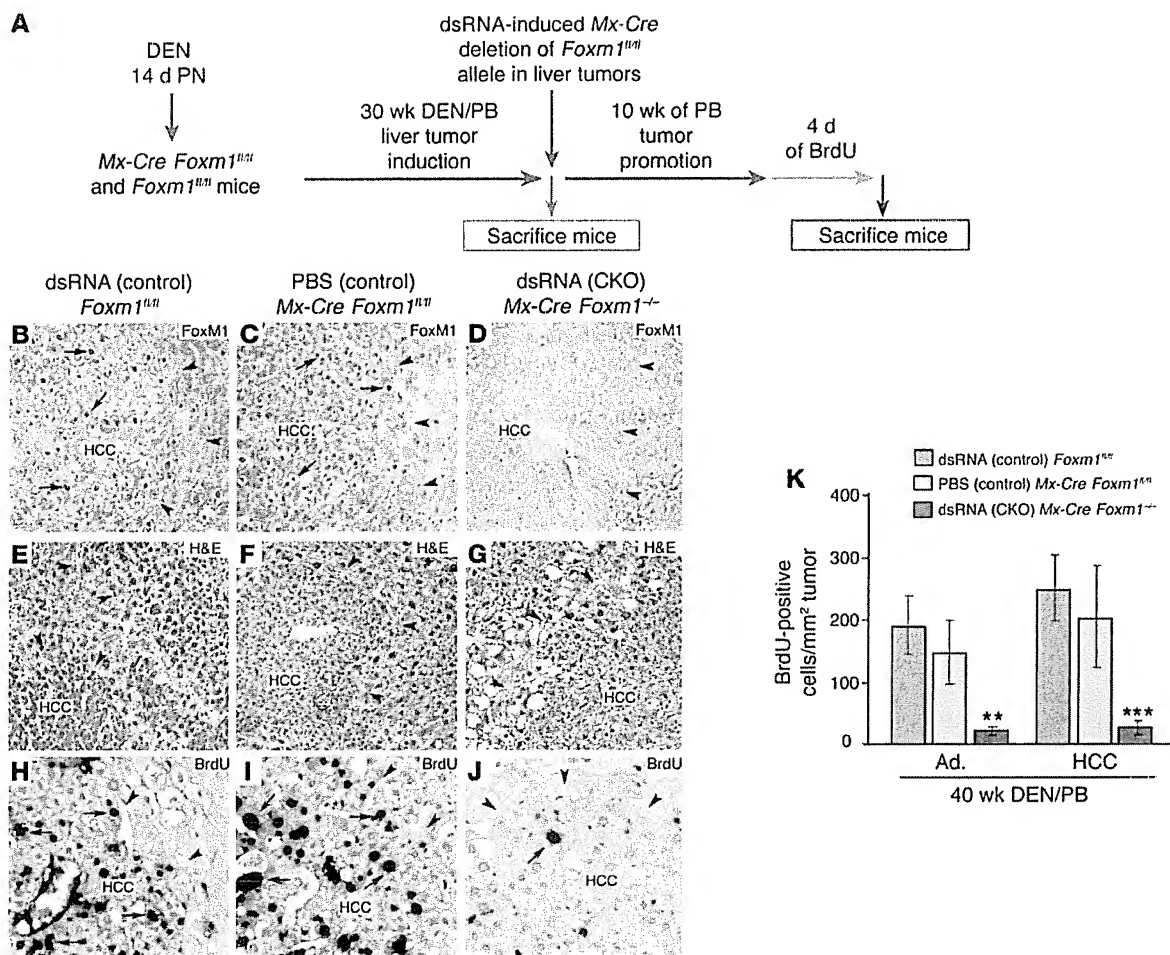 A
DEN
14 d PN
Mx-Cre Foxm1fl/fl
and Foxm1fl/fl mice
30 wk DEN/PB
liver tumor
induction
dsRNA-induced Mx-Cre
deletion of Foxm1fl/fl
allele in liver tumors
10 wk of PB
tumor
promotion
4 d
of BrdU
Sacrifice mice
Sacrifice mice
dsRNA (control)
Foxm1fl/fl
PBS (control)
Mx-Cre Foxm1fl/fl
dsRNA (CKO)
Mx-Cre Foxm1–/–
B
FoxM1
HCC
C
FoxM1
HCC
D
FoxM1
HCC
E
H&E
HCC
F
H&E
HCC
G
H&E
HCC
H
BrdU
HCC
I
BrdU
HCC
J
BrdU
HCC
K
dsRNA (control) Foxm1fl/fl
PBS (control) Mx-Cre Foxm1fl/fl
dsRNA (CKO) Mx-Cre Foxm1–/–
BrdU-positive
cells/mm² tumor
400
300
200
100
0
**
***
Ad.
HCC
40 wk DEN/PB